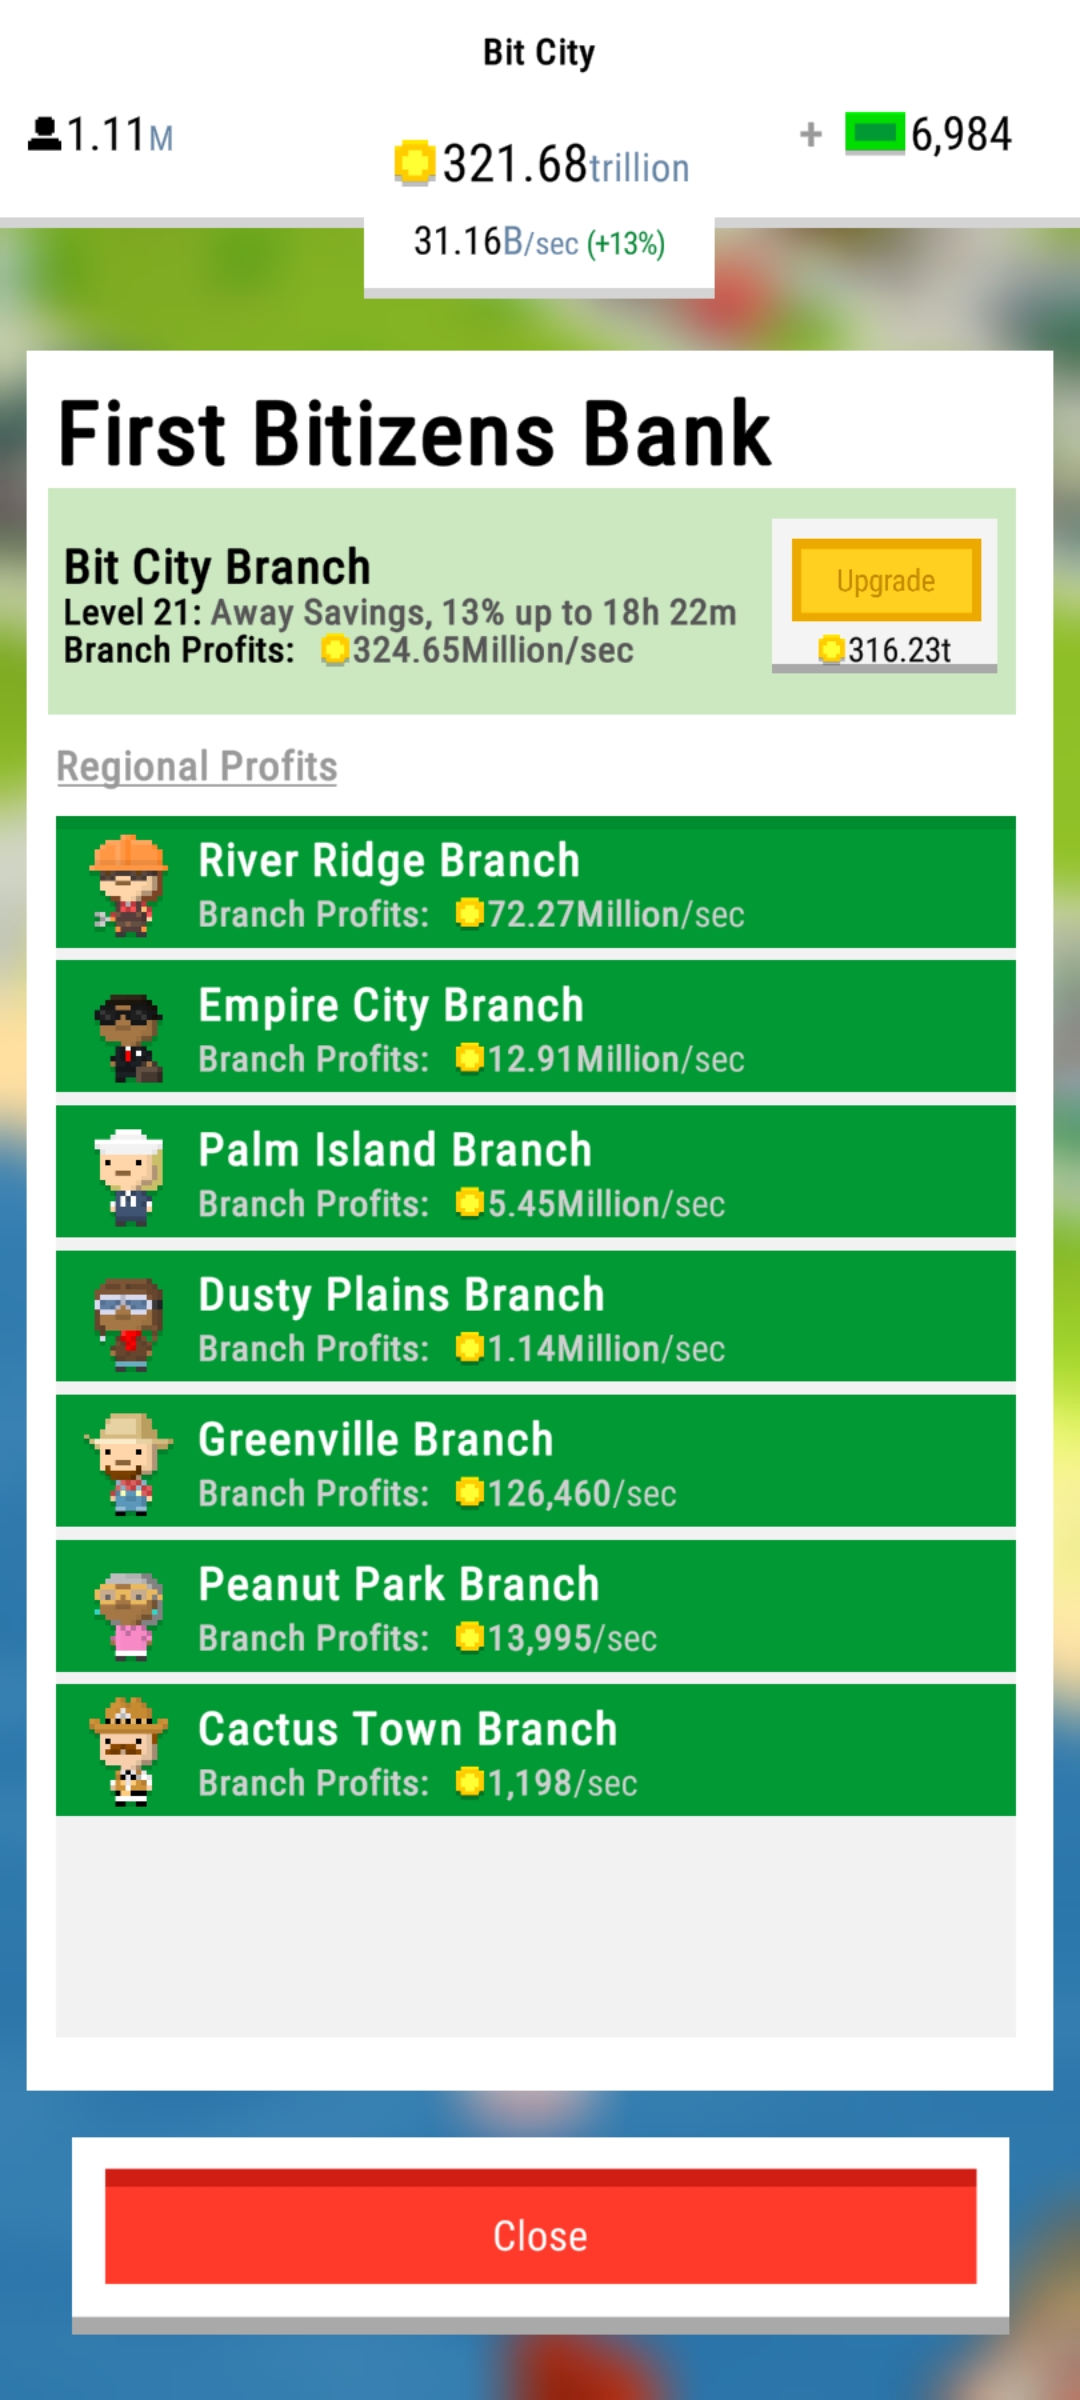 Bit City
1.11M
321.68trillion
+ 6,984
31.16B/sec (+13%)
First Bitizens Bank
Bit City Branch
Level 21: Away Savings, 13% up to 18h 22m
Branch Profits: 324.65Million/sec
Upgrade
316.23t
Regional Profits
River Ridge Branch
Branch Profits: 72.27Million/sec
Empire City Branch
Branch Profits: 12.91Million/sec
Palm Island Branch
Branch Profits: 5.45Million/sec
Dusty Plains Branch
Branch Profits: 1.14Million/sec
Greenville Branch
Branch Profits: 126,460/sec
Peanut Park Branch
Branch Profits: 13,995/sec
Cactus Town Branch
Branch Profits: 1,198/sec
Close